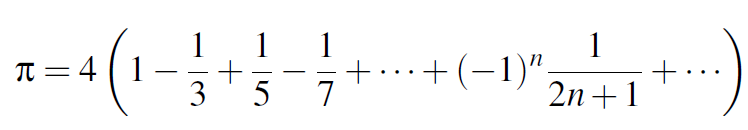 π = 4 ( 1 − 1/3 + 1/5 − 1/7 + ⋯ + (−1)ⁿ 1/(2n+1) + ⋯ )